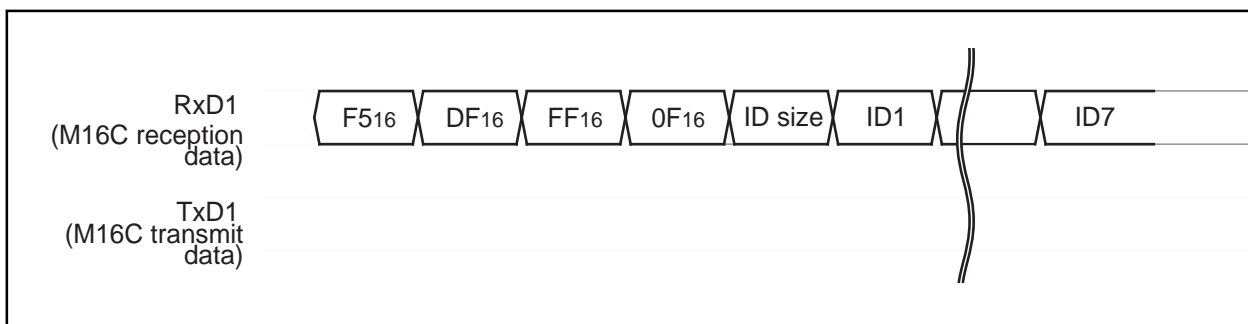 RxD1
(M16C reception
data)
F516 DF16 FF16 0F16 ID size ID1 ID7
TxD1
(M16C transmit
data)